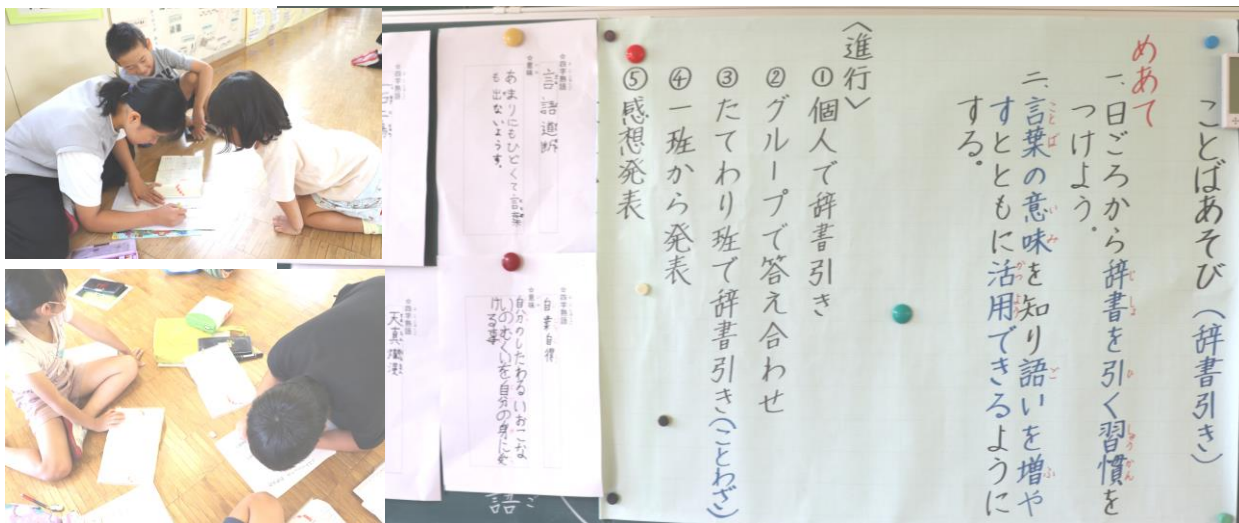 ことばあそび(辞書引き)
めあて
一、日ごろから辞書を引く習慣を
つけよう。
二、言葉の意味を知り語いを増や
すとともに活用できるように
する。
〈進行〉
①個人で辞書引き
②グループで答え合わせ
③たてわり班で辞書引き(ことわざ)
④一班から発表
⑤感想発表
☆四字熟語
言語道断
☆意味
あまりにもひどくて言葉
も出ないようす。
☆四字熟語
自業自得
☆意味
自分のしたわるいおこな
いのむくいを自分の身に受
ける事
☆四字熟語
☆四字熟語
天真爛漫
語